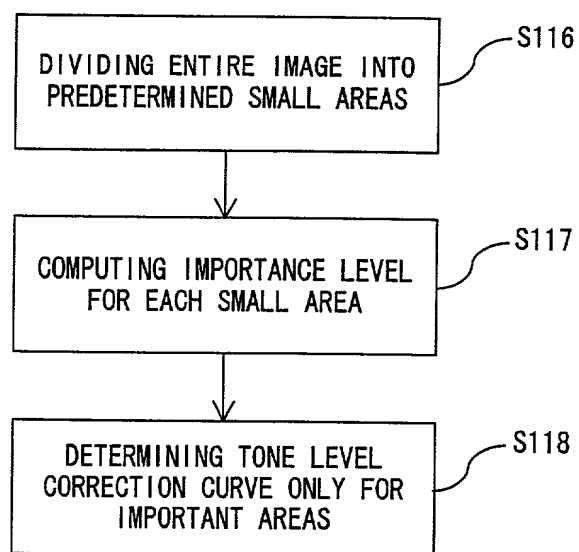 DIVIDING ENTIRE IMAGE INTO
PREDETERMINED SMALL AREAS
S116
COMPUTING IMPORTANCE LEVEL
FOR EACH SMALL AREA
S117
DETERMINING TONE LEVEL
CORRECTION CURVE ONLY FOR
IMPORTANT AREAS
S118